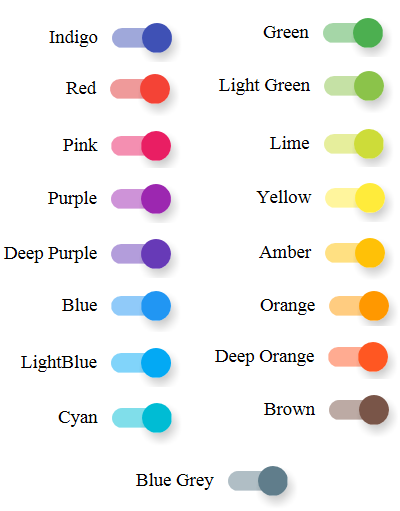 Indigo
Green
Red
Light Green
Pink
Lime
Purple
Yellow
Deep Purple
Amber
Blue
Orange
LightBlue
Deep Orange
Cyan
Brown
Blue Grey